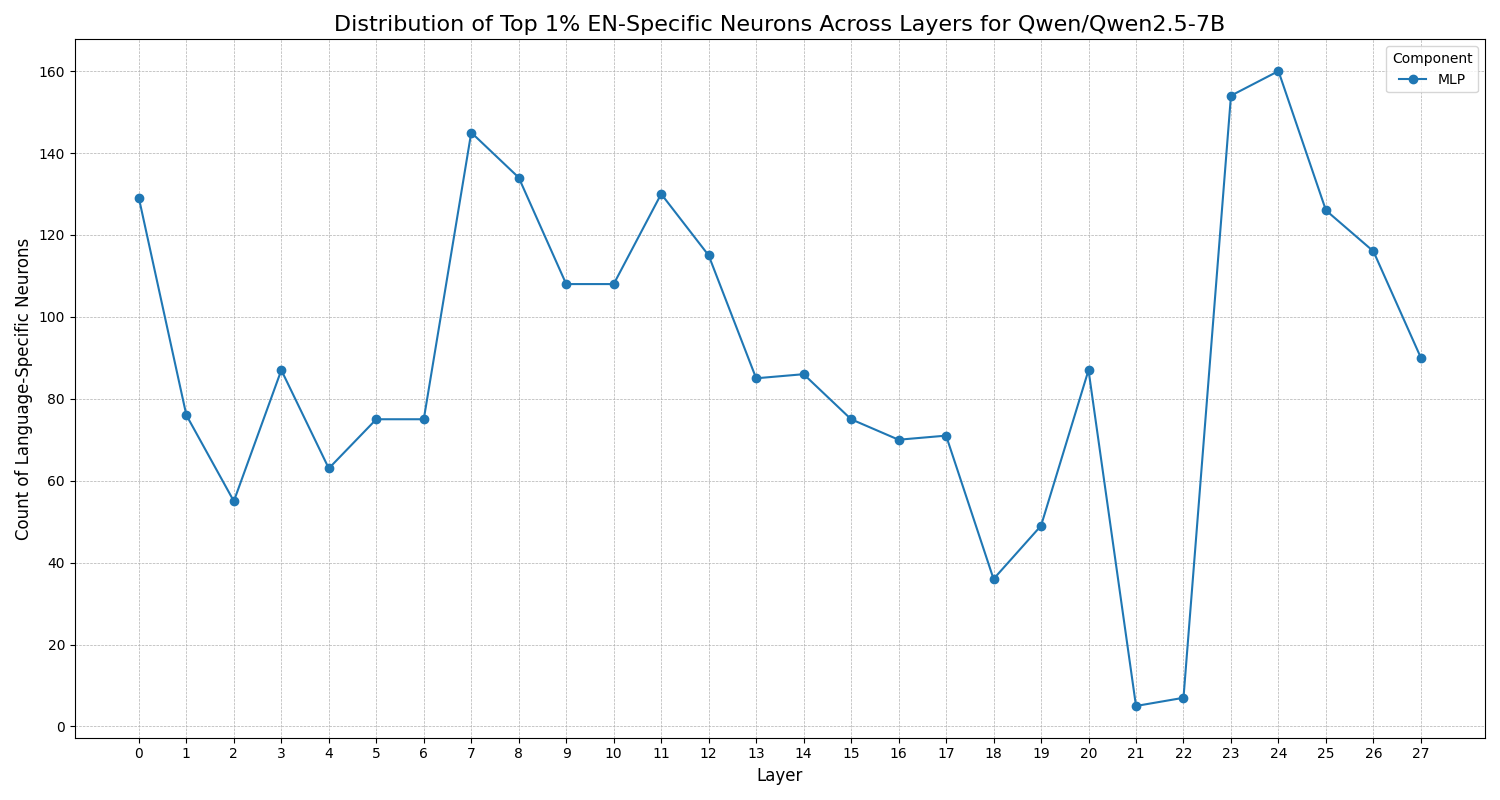 Distribution of Top 1% EN-Specific Neurons Across Layers for Qwen/Qwen2.5-7B
Component
MLP
Count of Language-Specific Neurons
160
140
120
100
80
60
40
20
0
0 1 2 3 4 5 6 7 8 9 10 11 12 13 14 15 16 17 18 19 20 21 22 23 24 25 26 27
Layer